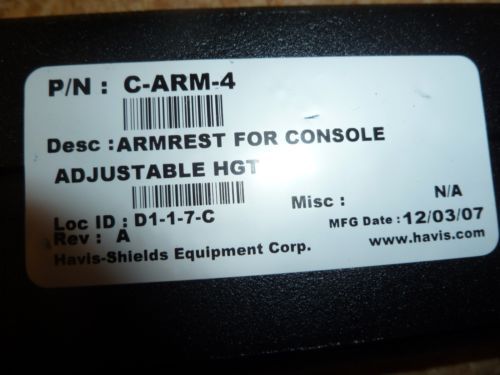 P/N : C-ARM-4
Desc : ARMREST FOR CONSOLE
ADJUSTABLE HGT
Misc : N/A
Loc ID : D1-1-7-C
MFG Date : 12/03/07
Rev : A
www.havis.com
Havis-Shields Equipment Corp.